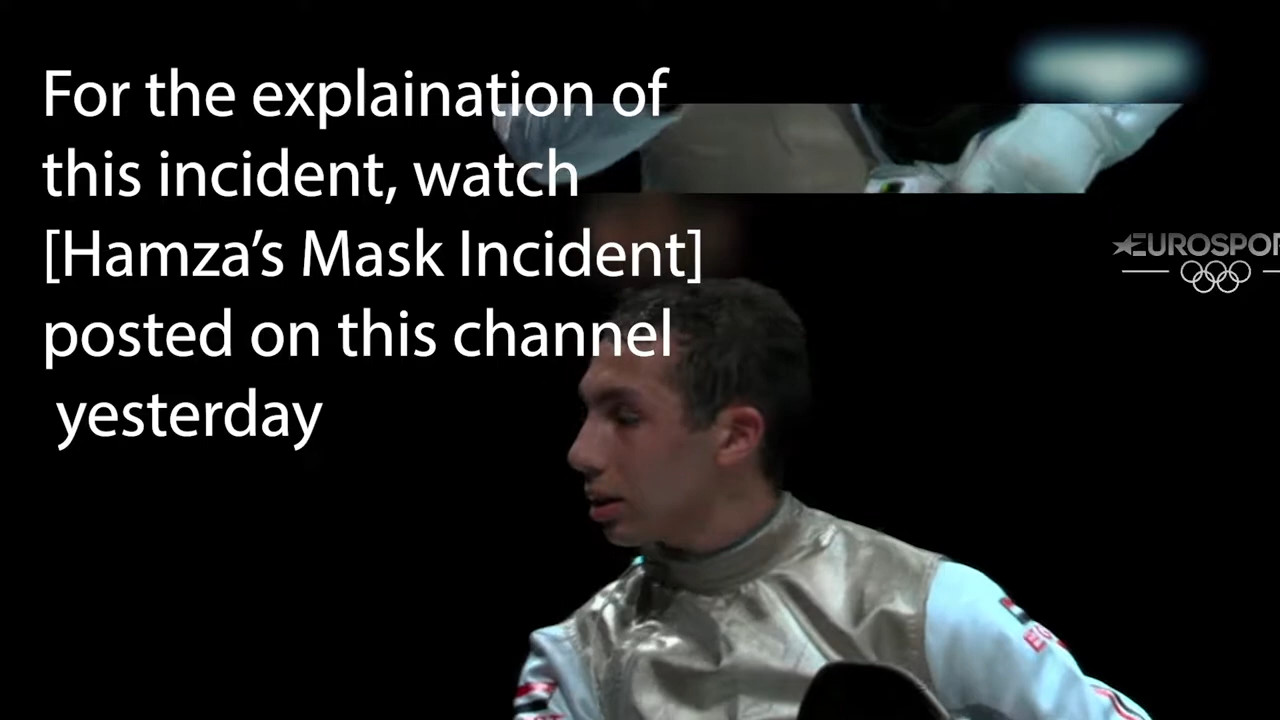 For the explaination of
this incident, watch
[Hamza’s Mask Incident]
posted on this channel
yesterday
EUROSPOR